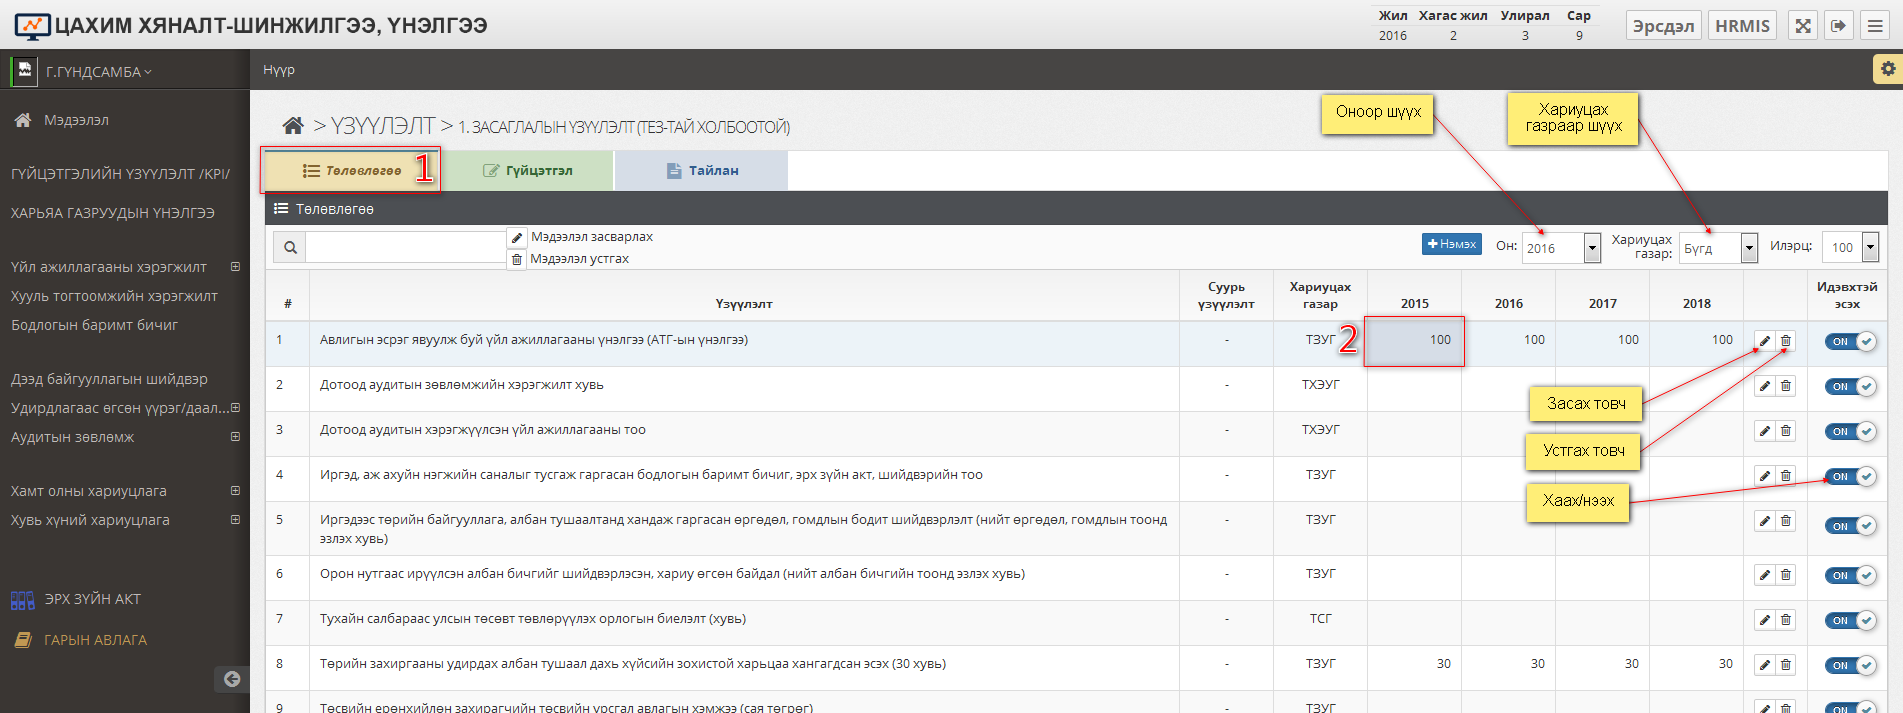 ЦАХИМ ХЯНАЛТ-ШИНЖИЛГЭЭ, ҮНЭЛГЭЭ
Жил Хагас жил Улирал Сар
2016 2 3 9
Эрсдэл HRMIS
Г.ГҮНДСАМБА
Нүүр
Мэдээлэл
ГҮЙЦЭТГЭЛИЙН ҮЗҮҮЛЭЛТ /KPI/
ХАРЬЯА ГАЗРУУДЫН ҮНЭЛГЭЭ
Үйл ажиллагааны хэрэгжилт
Хууль тогтоомжийн хэрэгжилт
Бодлогын баримт бичиг
Дээд байгууллагын шийдвэр
Удирдлагаас өгсөн үүрэг/даал...
Аудитын зөвлөмж
Хамт олны хариуцлага
Хувь хүний хариуцлага
ЭРХ ЗҮЙН АКТ
ГАРЫН АВЛАГА
> ҮЗҮҮЛЭЛТ > 1. ЗАСАГЛАЛЫН ҮЗҮҮЛЭЛТ (ТЕЗ-ТАЙ ХОЛБООТОЙ)
Оноор шүүх
Хариуцах
газраар шүүх
Төлөвлөгөө 1 Гүйцэтгэл Тайлан
Төлөвлөгөө
Мэдээлэл засварлах
Мэдээлэл устгах
Нэмэх Он: 2016 Хариуцах газар: Бүгд Илэрц: 100
# Үзүүлэлт Суурь үзүүлэлт Хариуцах газар 2015 2016 2017 2018 Идэвхтэй эсэх
1 Авлигын эсрэг явуулж буй үйл ажиллагааны үнэлгээ (АТГ-ын үнэлгээ) - ТЗУГ 2 100 100 100 100 ON
2 Дотоод аудитын зөвлөмжийн хэрэгжилт хувь - ТХЭУГ ON
Засах товч
3 Дотоод аудитын хэрэгжүүлсэн үйл ажиллагааны тоо - ТХЭУГ ON
Устгах товч
4 Иргэд, аж ахуйн нэгжийн саналыг тусгаж гаргасан бодлогын баримт бичиг, эрх зүйн акт, шийдвэрийн тоо - ТЗУГ ON
Хаах/нээх
5 Иргэдээс төрийн байгууллага, албан тушаалтанд хандаж гаргасан өргөдөл, гомдлын бодит шийдвэрлэлт (нийт өргөдөл, гомдлын тоонд - ТЗУГ ON
эзлэх хувь)
6 Орон нутгаас ирүүлсэн албан бичгийг шийдвэрлэсэн, хариу өгсөн байдал (нийт албан бичгийн тоонд эзлэх хувь) - ТЗУГ ON
7 Тухайн салбараас улсын төсөвт төвлөрүүлэх орлогын биелэлт (хувь) - ТСГ ON
8 Төрийн захиргааны удирдах албан тушаал дахь хүйсийн зохистой харьцаа хангагдсан эсэх (30 хувь) - ТЗУГ 30 30 30 30 ON
9 Төсвийн ерөнхийлөн захирагчийн төсвийн урсгал авлагын хэмжээ (сая төгрөг) - ТЗУГ ON